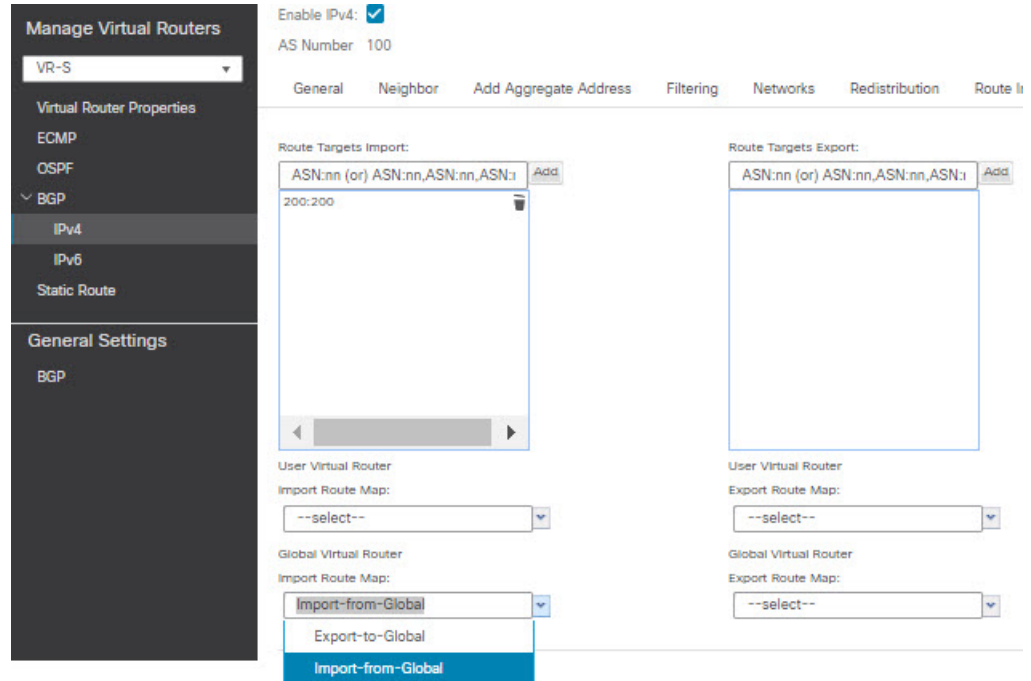 Manage Virtual Routers
VR-S
Virtual Router Properties
ECMP
OSPF
BGP
IPv4
IPv6
Static Route
General Settings
BGP
Enable IPv4:
AS Number 100
General Neighbor Add Aggregate Address Filtering Networks Redistribution Route
Route Targets Import:
ASN:nn (or) ASN:nn,ASN:nn,ASN:
Add
200:200
User Virtual Router
Import Route Map:
--select--
Global Virtual Router
Import Route Map:
Import-from-Global
Export-to-Global
Import-from-Global
Route Targets Export:
ASN:nn (or) ASN:nn,ASN:nn,ASN:
Add
User Virtual Router
Export Route Map:
--select--
Global Virtual Router
Export Route Map:
--select--